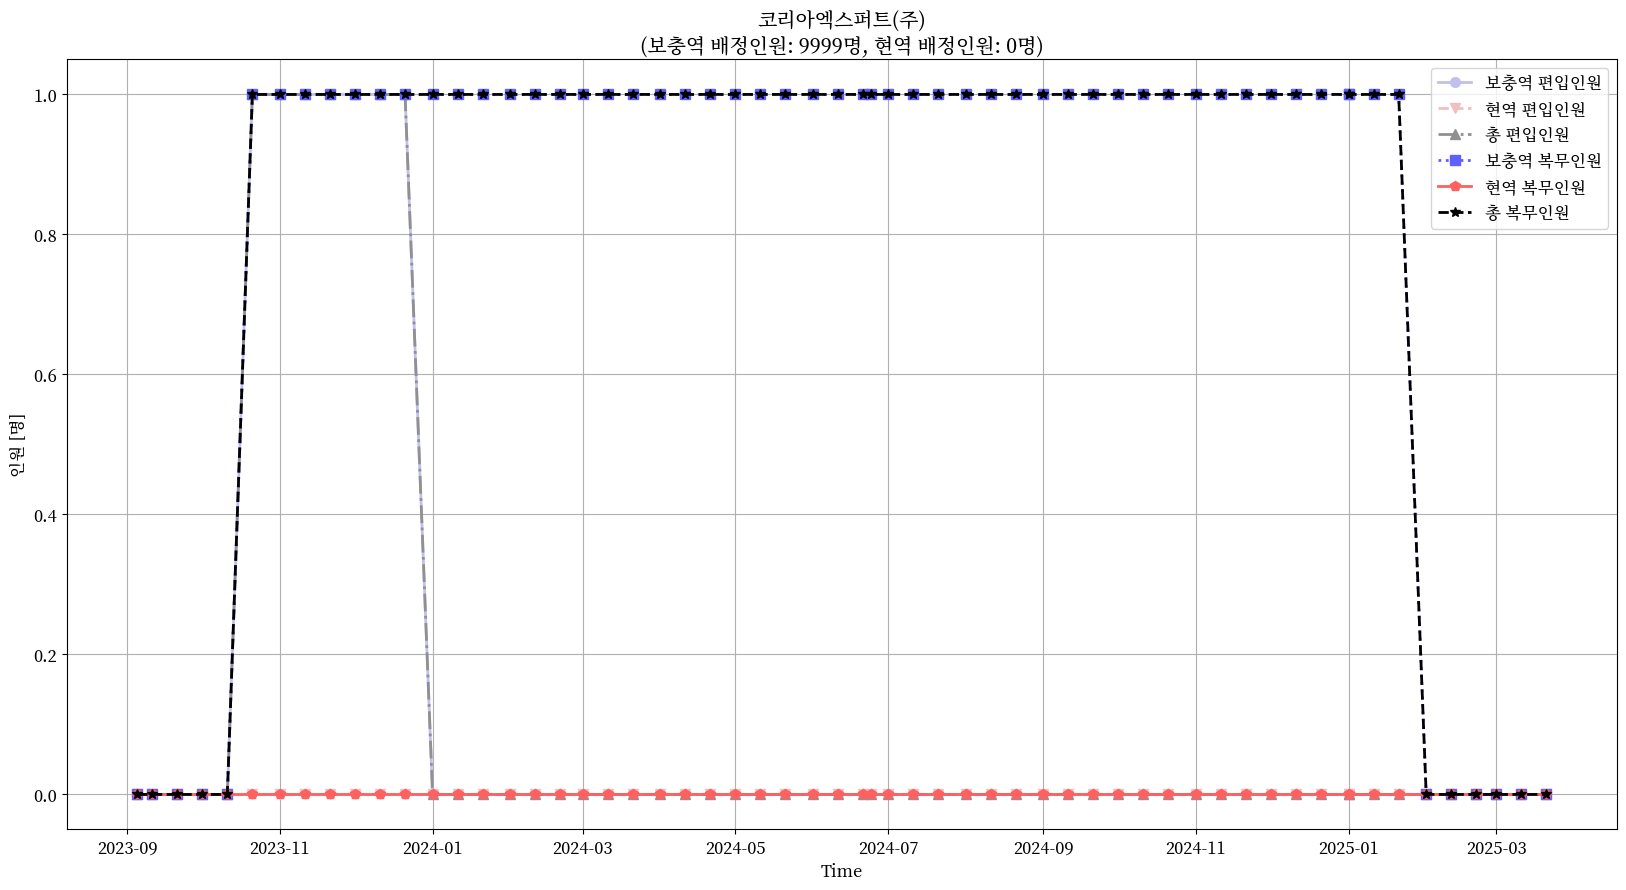 코리아엑스퍼트(주)
(보충역 배정인원: 9999명, 현역 배정인원: 0명)
보충역 편입인원
현역 편입인원
총 편입인원
보충역 복무인원
현역 복무인원
총 복무인원
1.0
0.8
0.6
0.4
0.2
0.0
인원 [명]
2023-09
2023-11
2024-01
2024-03
2024-05
2024-07
2024-09
2024-11
2025-01
2025-03
Time